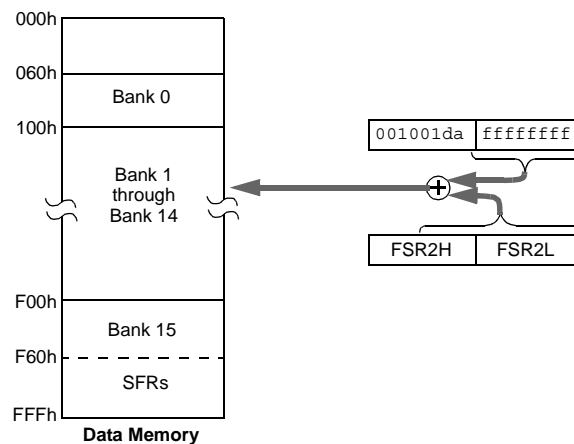 000h
060h
Bank 0
100h
001001da ffffffff
Bank 1
through
Bank 14
FSR2H FSR2L
F00h
Bank 15
F60h
SFRs
FFFh
Data Memory